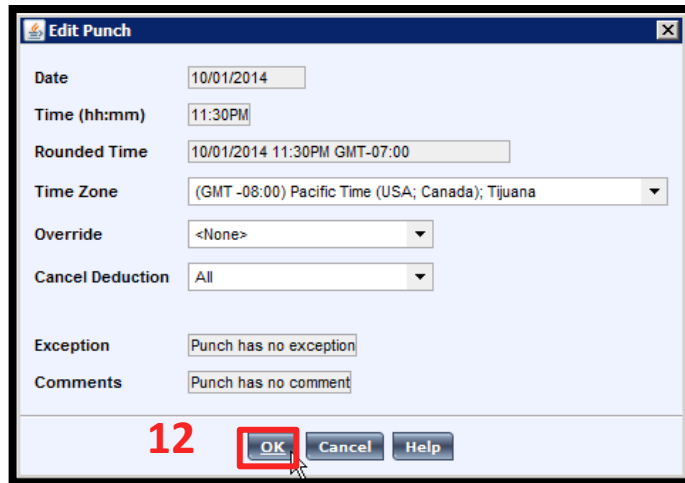 Edit Punch
Date 10/01/2014
Time (hh:mm) 11:30PM
Rounded Time 10/01/2014 11:30PM GMT-07:00
Time Zone (GMT -08:00) Pacific Time (USA; Canada); Tijuana
Override <None>
Cancel Deduction All
Exception Punch has no exception
Comments Punch has no comment
12 OK Cancel Help